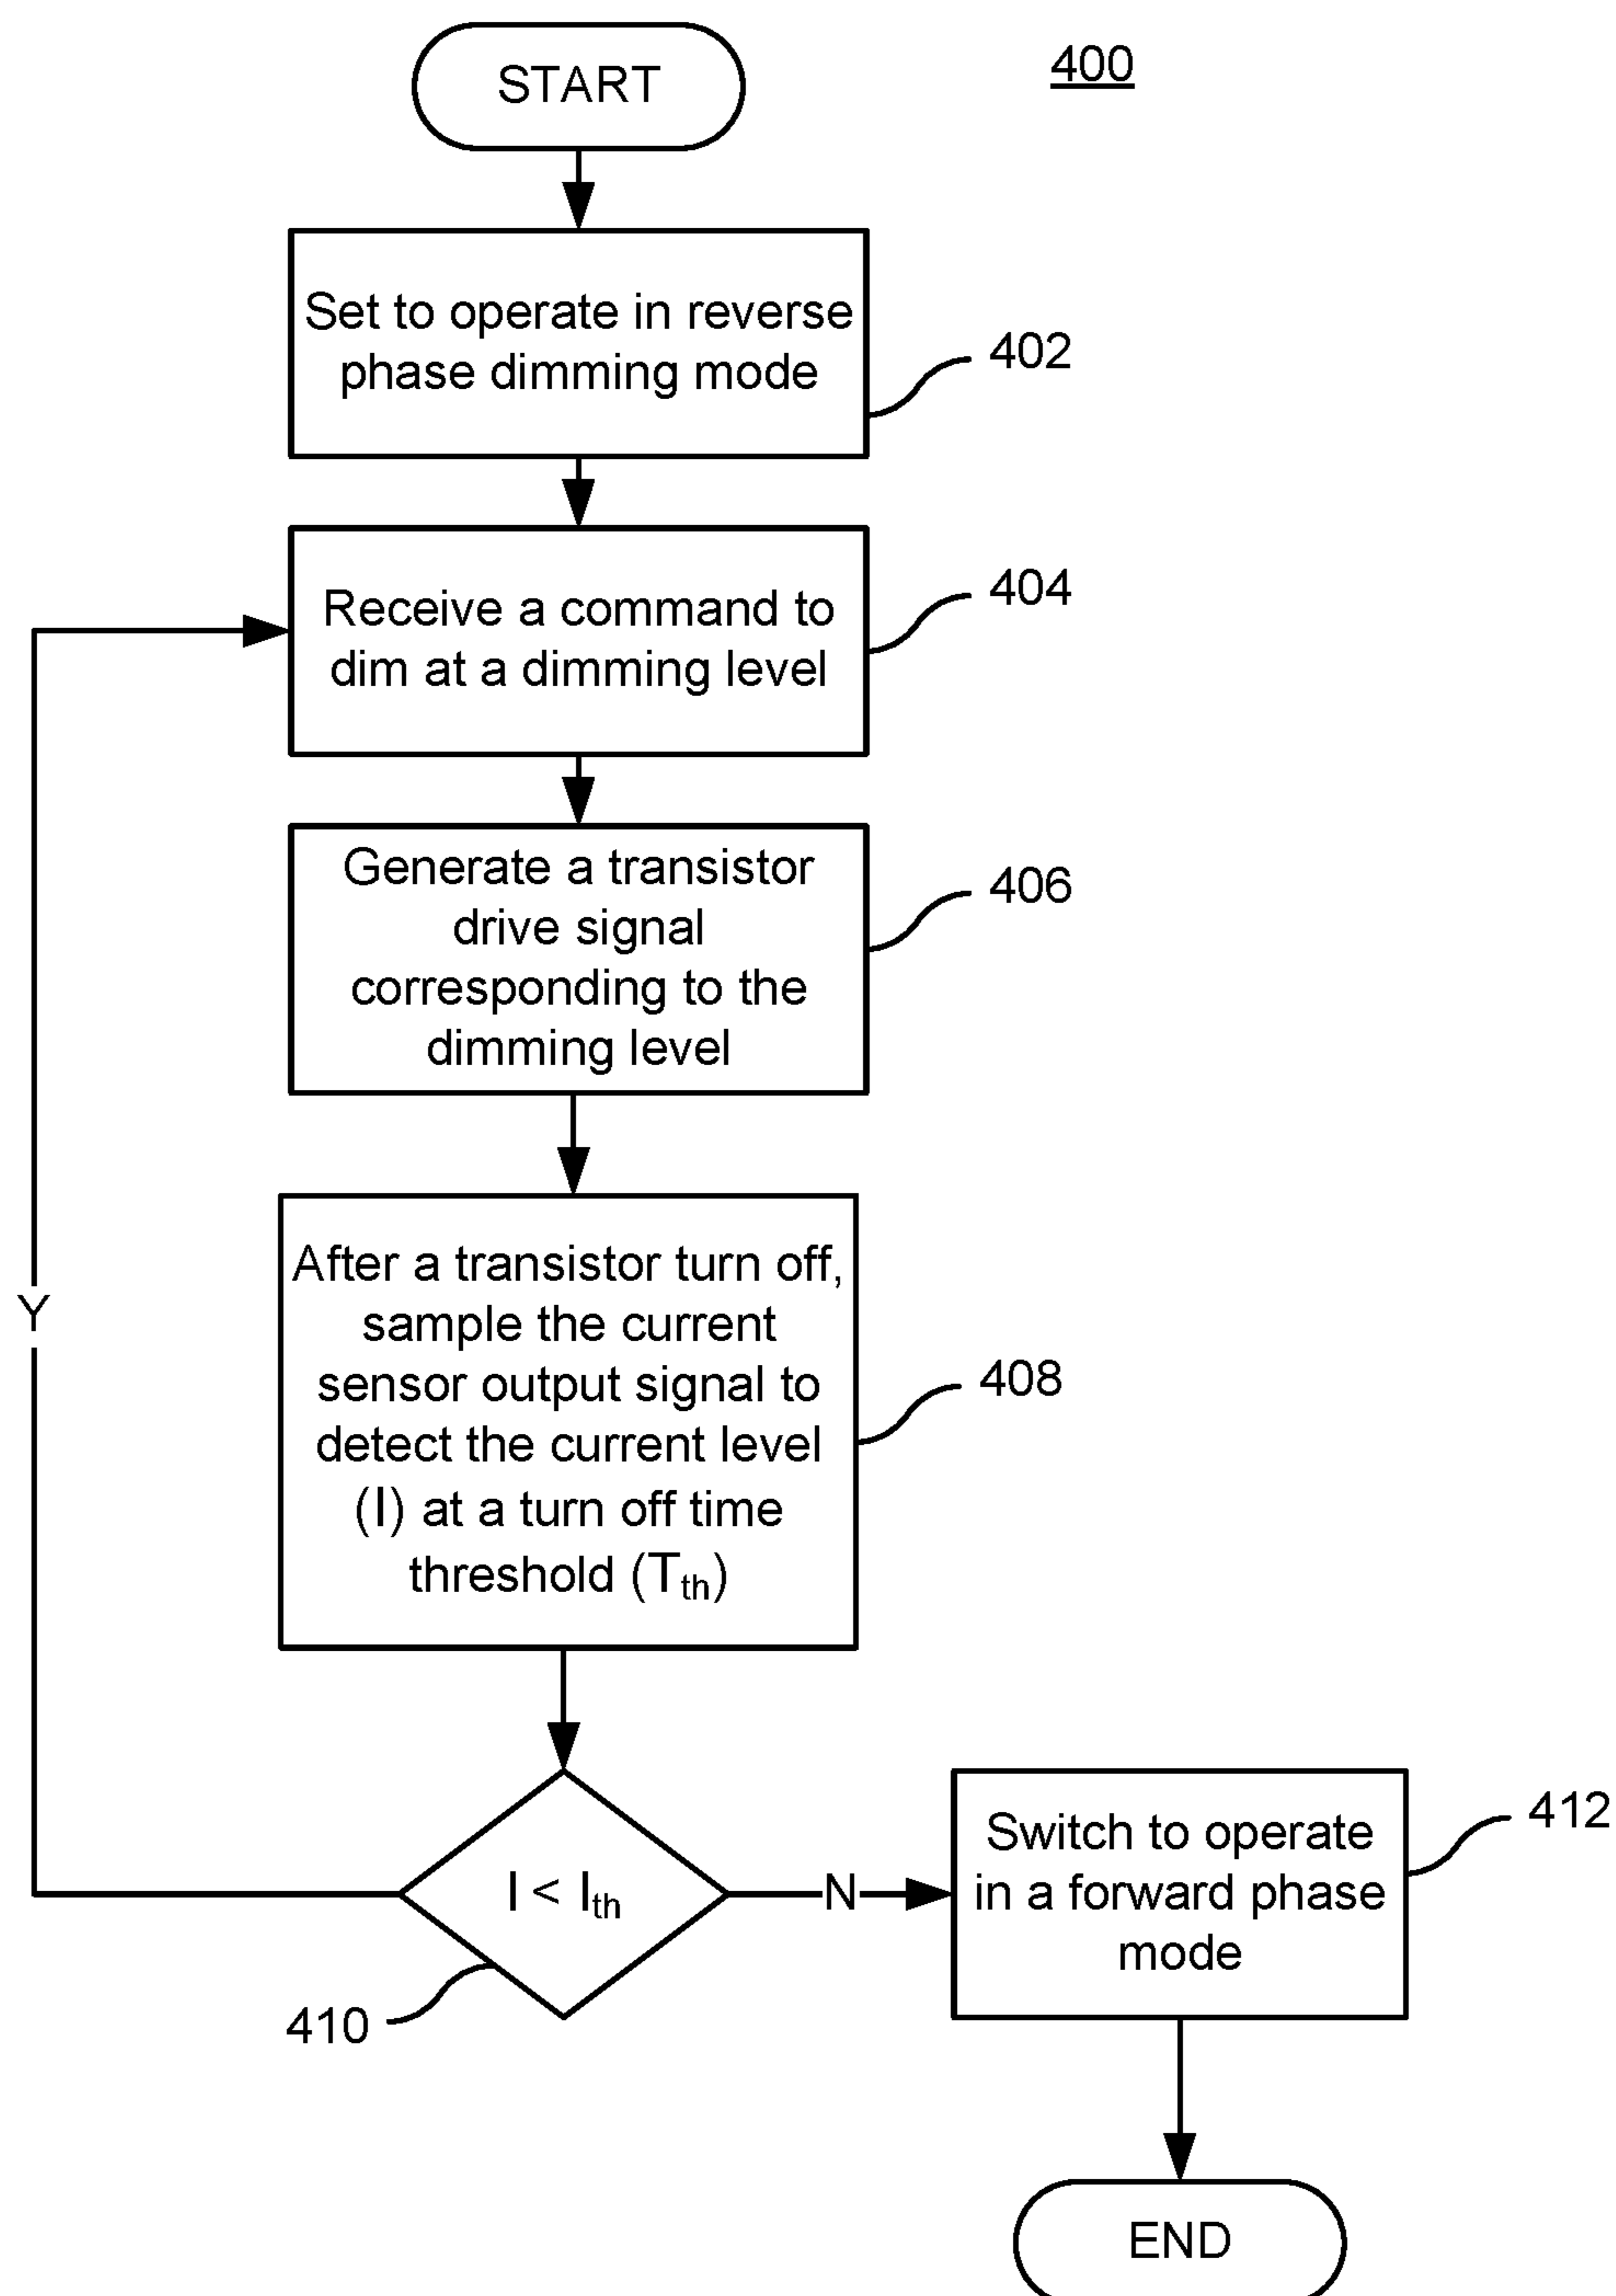 START
400
Set to operate in reverse
phase dimming mode
402
Receive a command to
dim at a dimming level
404
Generate a transistor
drive signal
corresponding to the
dimming level
406
After a transistor turn off,
sample the current
sensor output signal to
detect the current level
(I) at a turn off time
threshold (Tth)
408
Y
I < Ith
410
N
Switch to operate
in a forward phase
mode
412
END